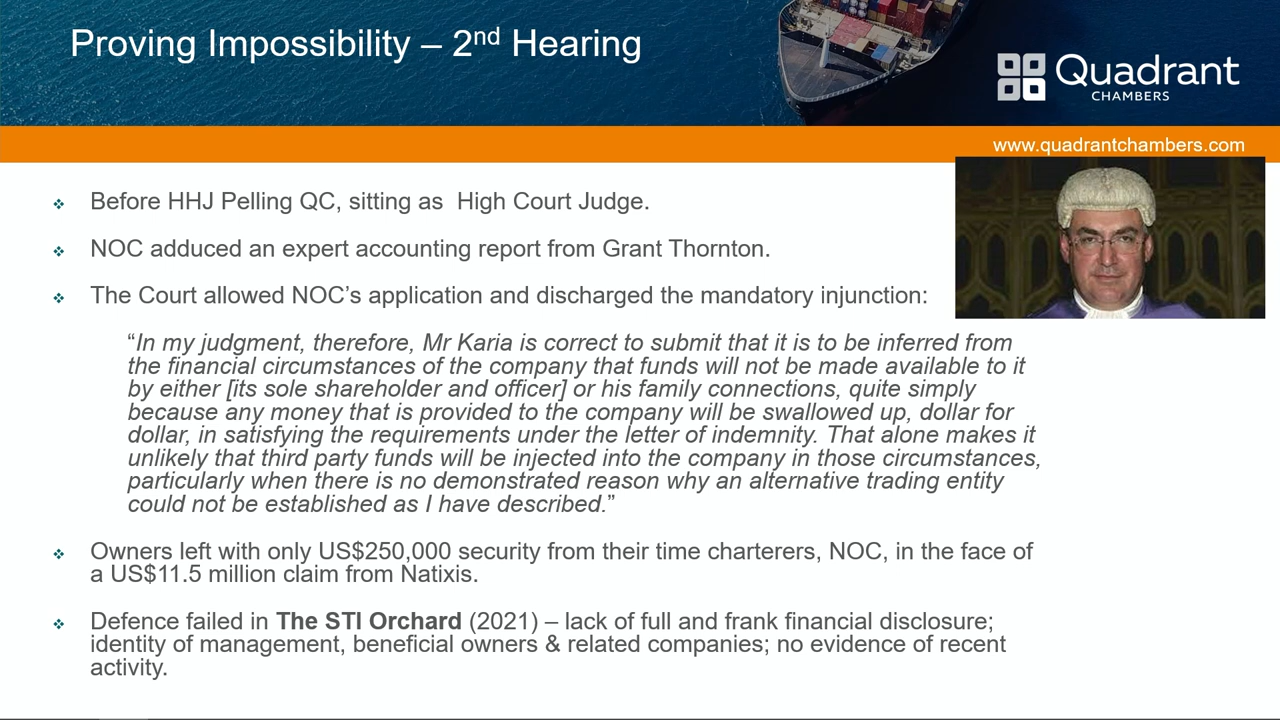 Proving Impossibility – 2nd Hearing
Quadrant
CHAMBERS
www.quadrantchambers.com
Before HHJ Pelling QC, sitting as  High Court Judge.
NOC adduced an expert accounting report from Grant Thornton.
The Court allowed NOC’s application and discharged the mandatory injunction:
“In my judgment, therefore, Mr Karia is correct to submit that it is to be inferred from
the financial circumstances of the company that funds will not be made available to it
by either [its sole shareholder and officer] or his family connections, quite simply
because any money that is provided to the company will be swallowed up, dollar for
dollar, in satisfying the requirements under the letter of indemnity. That alone makes it
unlikely that third party funds will be injected into the company in those circumstances,
particularly when there is no demonstrated reason why an alternative trading entity
could not be established as I have described.”
Owners left with only US$250,000 security from their time charterers, NOC, in the face of
a US$11.5 million claim from Natixis.
Defence failed in The STI Orchard (2021) – lack of full and frank financial disclosure;
identity of management, beneficial owners & related companies; no evidence of recent
activity.